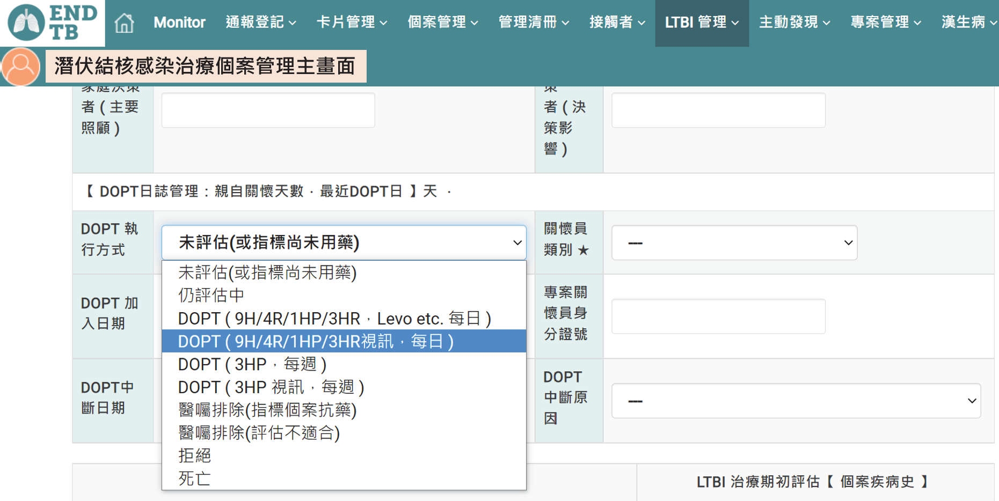 END
TB
Monitor 通報登記 卡片管理 個案管理 管理清冊 接觸者 LTBI 管理 主動發現 專案管理 漢生病
潛伏結核感染治療個案管理主畫面
家庭決策
者 ( 主要
照顧 )
策
者 ( 決
策影
響 )
【 DOPT日誌管理：親自關懷天數 · 最近DOPT日 】天 ·
DOPT 執
行方式
未評估(或指標尚未用藥)
關懷員
類別 ★
---
未評估(或指標尚未用藥)
仍評估中
DOPT ( 9H/4R/1HP/3HR，Levo etc. 每日 )
DOPT ( 9H/4R/1HP/3HR視訊，每日 )
DOPT ( 3HP，每週 )
DOPT ( 3HP 視訊，每週 )
醫囑排除(指標個案抗藥)
醫囑排除(評估不適合)
拒絕
死亡
DOPT 加
入日期
專案關
懷員身
分證號
DOPT中
斷日期
DOPT
中斷原
因
---
LTBI 治療期初評估【 個案疾病史 】